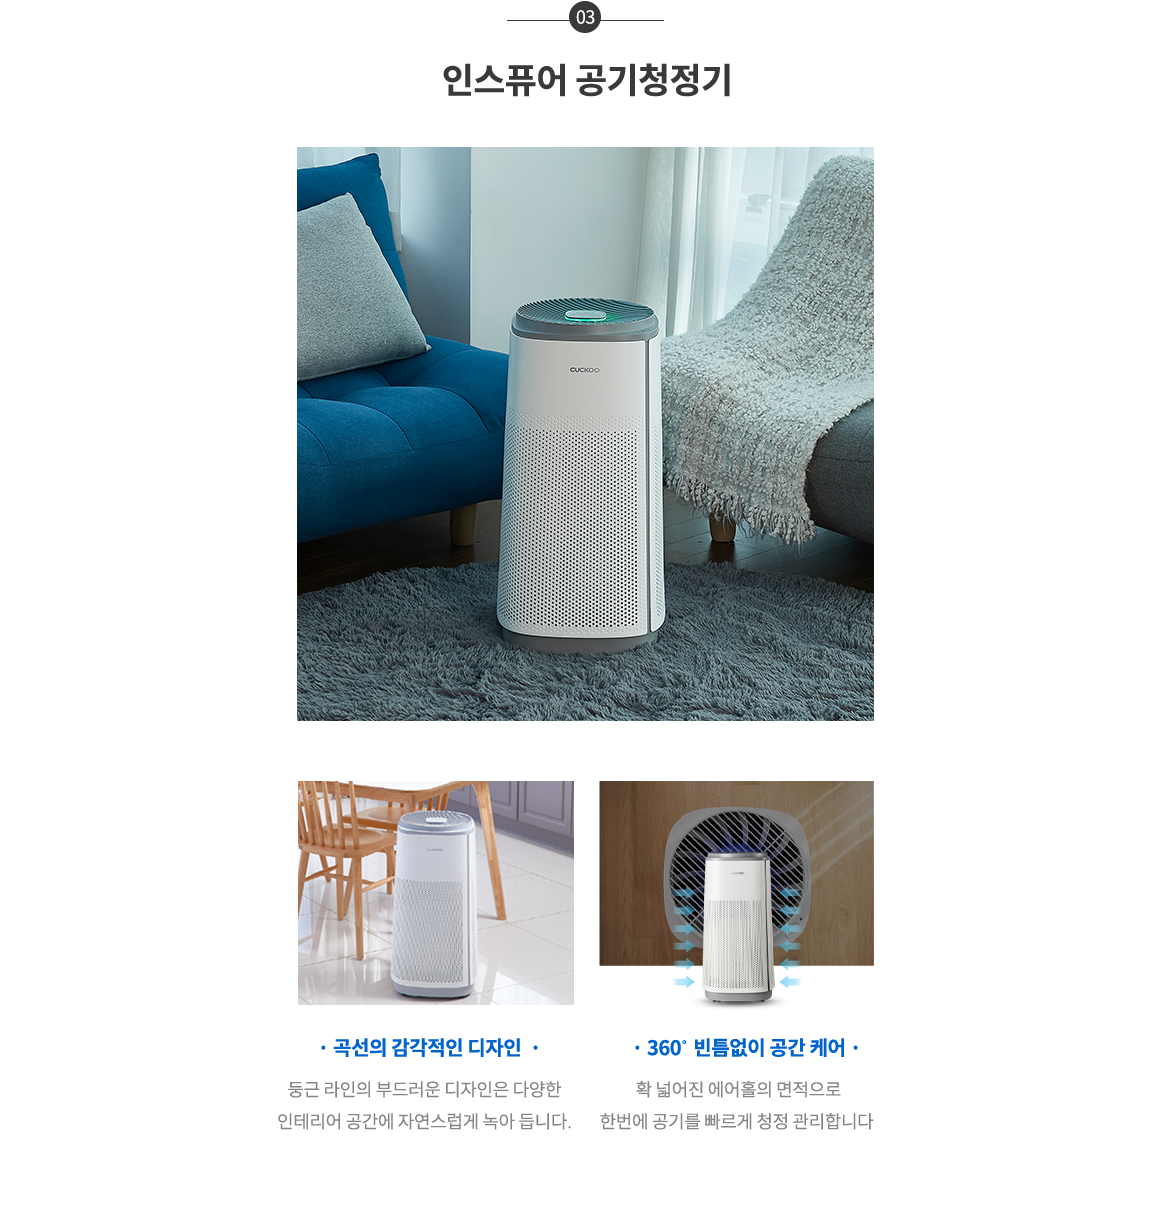 03
인스퓨어 공기청정기
CUCKOO
· 곡선의 감각적인 디자인 ·
둥근 라인의 부드러운 디자인은 다양한
인테리어 공간에 자연스럽게 녹아 듭니다.
· 360° 빈틈없이 공간 케어 ·
확 넓어진 에어홀의 면적으로
한번에 공기를 빠르게 청정 관리합니다